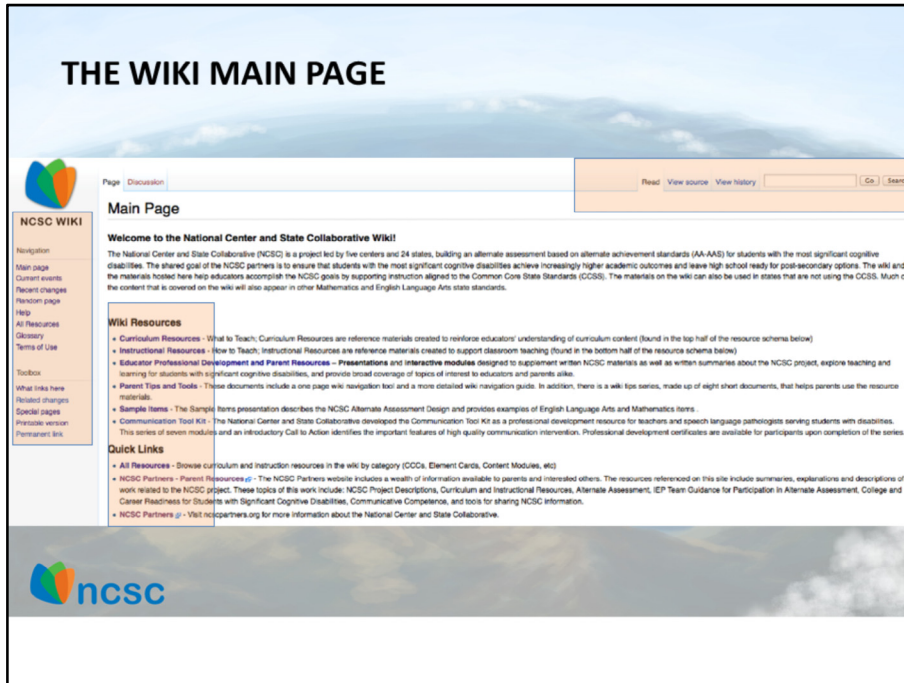 THE WIKI MAIN PAGE
Page Discussion
Read View source View history Go Search
NCSC WIKI
Navigation
Main page
Current events
Recent changes
Random page
Help
All Resources
Glossary
Terms of Use
Toolbox
What links here
Related changes
Special pages
Printable version
Permanent link
Main Page
Welcome to the National Center and State Collaborative Wiki!
The National Center and State Collaborative (NCSC) is a project led by five centers and 24 states, building an alternate assessment based on alternate achievement standards (AA-AAS) for students with the most significant cognitive
disabilities. The shared goal of the NCSC partners is to ensure that students with the most significant cognitive disabilities achieve increasingly higher academic outcomes and leave high school ready for post-secondary options. The wiki and
the materials hosted here help educators accomplish the NCSC goals by supporting instruction aligned to the Common Core State Standards (CCSS). The materials on the wiki can also be used in states that are not using the CCSS. Much o
the content that is covered on the wiki will also appear in other Mathematics and English Language Arts state standards.
Wiki Resources
• Curriculum Resources - What to Teach; Curriculum Resources are reference materials created to reinforce educators' understanding of curriculum content (found in the top half of the resource schema below)
• Instructional Resources - How to Teach; Instructional Resources are reference materials created to support classroom teaching (found in the bottom half of the resource schema below)
• Educator Professional Development and Parent Resources – Presentations and interactive modules designed to supplement written NCSC materials as well as written summaries about the NCSC project, explore teaching and
learning for students with significant cognitive disabilities, and provide broad coverage of topics of interest to educators and parents alike.
• Parent Tips and Tools - These documents include a one page wiki navigation tool and a more detailed wiki navigation guide. In addition, there is a wiki tips series, made up of eight short documents, that helps parents use the resource
materials.
• Sample Items - The Sample Items presentation describes the NCSC Alternate Assessment Design and provides examples of English Language Arts and Mathematics items..
• Communication Tool Kit - The National Center and State Collaborative developed the Communication Tool Kit as a professional development resource for teachers and speech language pathologists serving students with disabilities.
This series of seven modules and an introductory Call to Action identifies the important features of high quality communication intervention. Professional development certificates are available for participants upon completion of the series.
Quick Links
• All Resources - Browse curriculum and instruction resources in the wiki by category (CCCs, Element Cards, Content Modules, etc)
• NCSC Partners - Parent Resources - The NCSC Partners website includes a wealth of information available to parents and interested others. The resources referenced on this site include summaries, explanations and descriptions of
work related to the NCSC project. These topics of this work include: NCSC Project Descriptions, Curriculum and Instructional Resources, Alternate Assessment, IEP Team Guidance for Participation in Alternate Assessment, College and
Career Readiness for Students with Significant Cognitive Disabilities, Communicative Competence, and tools for sharing NCSC information.
• NCSC Partners - Visit ncscpartners.org for more information about the National Center and State Collaborative.
ncsc